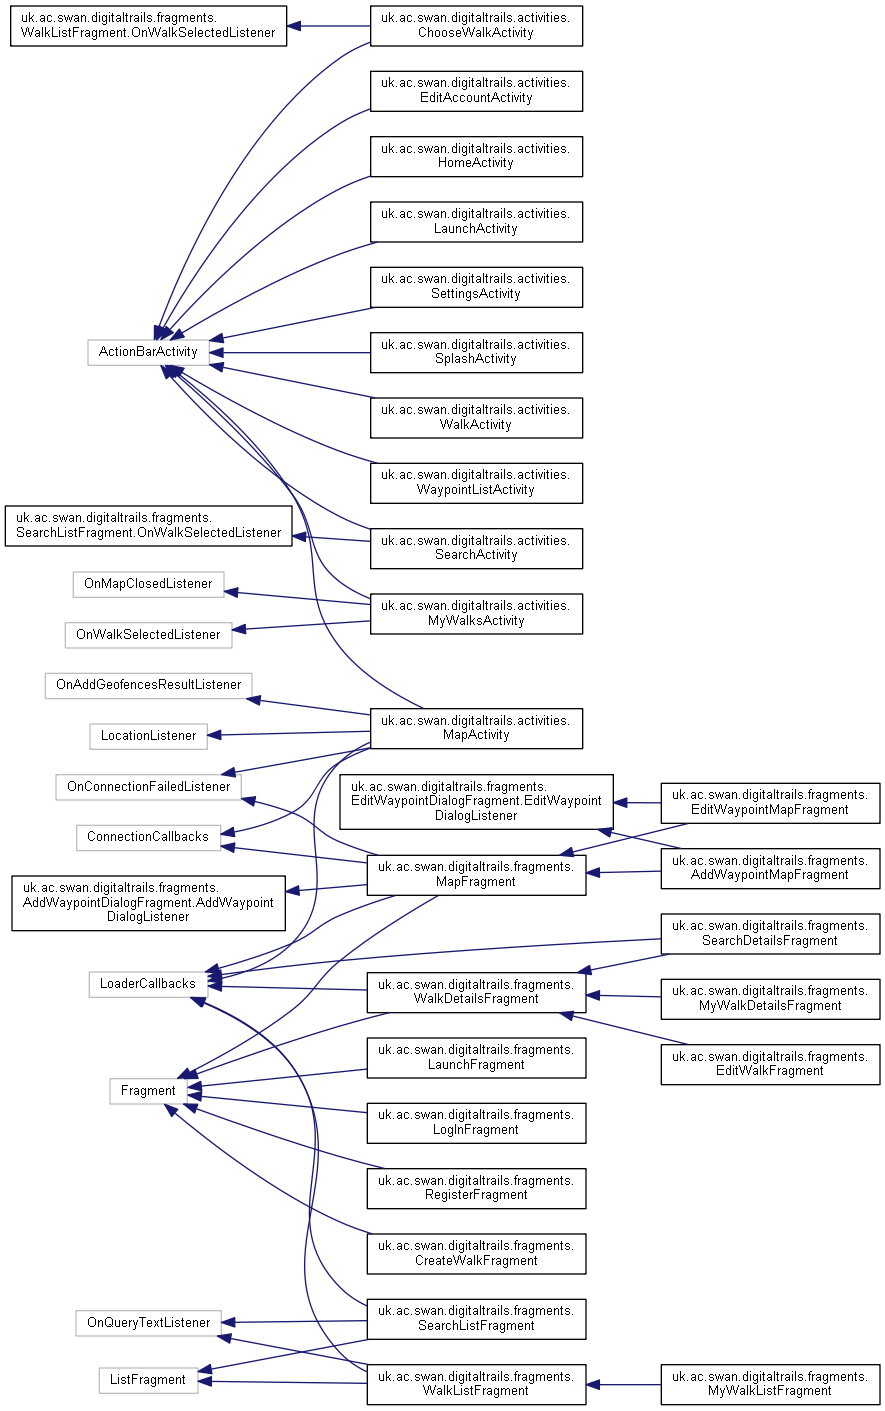 uk.ac.swan.digitaltrails.fragments.
WalkListFragment.OnWalkSelectedListener
uk.ac.swan.digitaltrails.activities.
ChooseWalkActivity
uk.ac.swan.digitaltrails.activities.
EditAccountActivity
uk.ac.swan.digitaltrails.activities.
HomeActivity
uk.ac.swan.digitaltrails.activities.
LaunchActivity
uk.ac.swan.digitaltrails.activities.
SettingsActivity
ActionBarActivity
uk.ac.swan.digitaltrails.activities.
SplashActivity
uk.ac.swan.digitaltrails.activities.
WalkActivity
uk.ac.swan.digitaltrails.activities.
WaypointListActivity
uk.ac.swan.digitaltrails.fragments.
SearchListFragment.OnWalkSelectedListener
uk.ac.swan.digitaltrails.activities.
SearchActivity
OnMapClosedListener
uk.ac.swan.digitaltrails.activities.
MyWalksActivity
OnWalkSelectedListener
OnAddGeofencesResultListener
LocationListener
uk.ac.swan.digitaltrails.activities.
MapActivity
OnConnectionFailedListener
uk.ac.swan.digitaltrails.fragments.
EditWaypointDialogFragment.EditWaypoint
DialogListener
uk.ac.swan.digitaltrails.fragments.
EditWaypointMapFragment
ConnectionCallbacks
uk.ac.swan.digitaltrails.fragments.
MapFragment
uk.ac.swan.digitaltrails.fragments.
AddWaypointMapFragment
uk.ac.swan.digitaltrails.fragments.
AddWaypointDialogFragment.AddWaypoint
DialogListener
uk.ac.swan.digitaltrails.fragments.
SearchDetailsFragment
LoaderCallbacks
uk.ac.swan.digitaltrails.fragments.
WalkDetailsFragment
uk.ac.swan.digitaltrails.fragments.
MyWalkDetailsFragment
uk.ac.swan.digitaltrails.fragments.
LaunchFragment
uk.ac.swan.digitaltrails.fragments.
EditWalkFragment
Fragment
uk.ac.swan.digitaltrails.fragments.
LogInFragment
uk.ac.swan.digitaltrails.fragments.
RegisterFragment
uk.ac.swan.digitaltrails.fragments.
CreateWalkFragment
OnQueryTextListener
uk.ac.swan.digitaltrails.fragments.
SearchListFragment
ListFragment
uk.ac.swan.digitaltrails.fragments.
WalkListFragment
uk.ac.swan.digitaltrails.fragments.
MyWalkListFragment